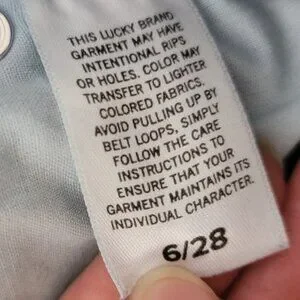 THIS LUCKY BRAND
GARMENT MAY HAVE
INTENTIONAL RIPS
OR HOLES. COLOR MAY
TRANSFER TO LIGHTER
COLORED FABRICS.
AVOID PULLING UP BY
BELT LOOPS, SIMPLY
FOLLOW THE CARE
INSTRUCTIONS TO
ENSURE THAT YOUR
GARMENT MAINTAINS ITS
INDIVIDUAL CHARACTER.
6/28